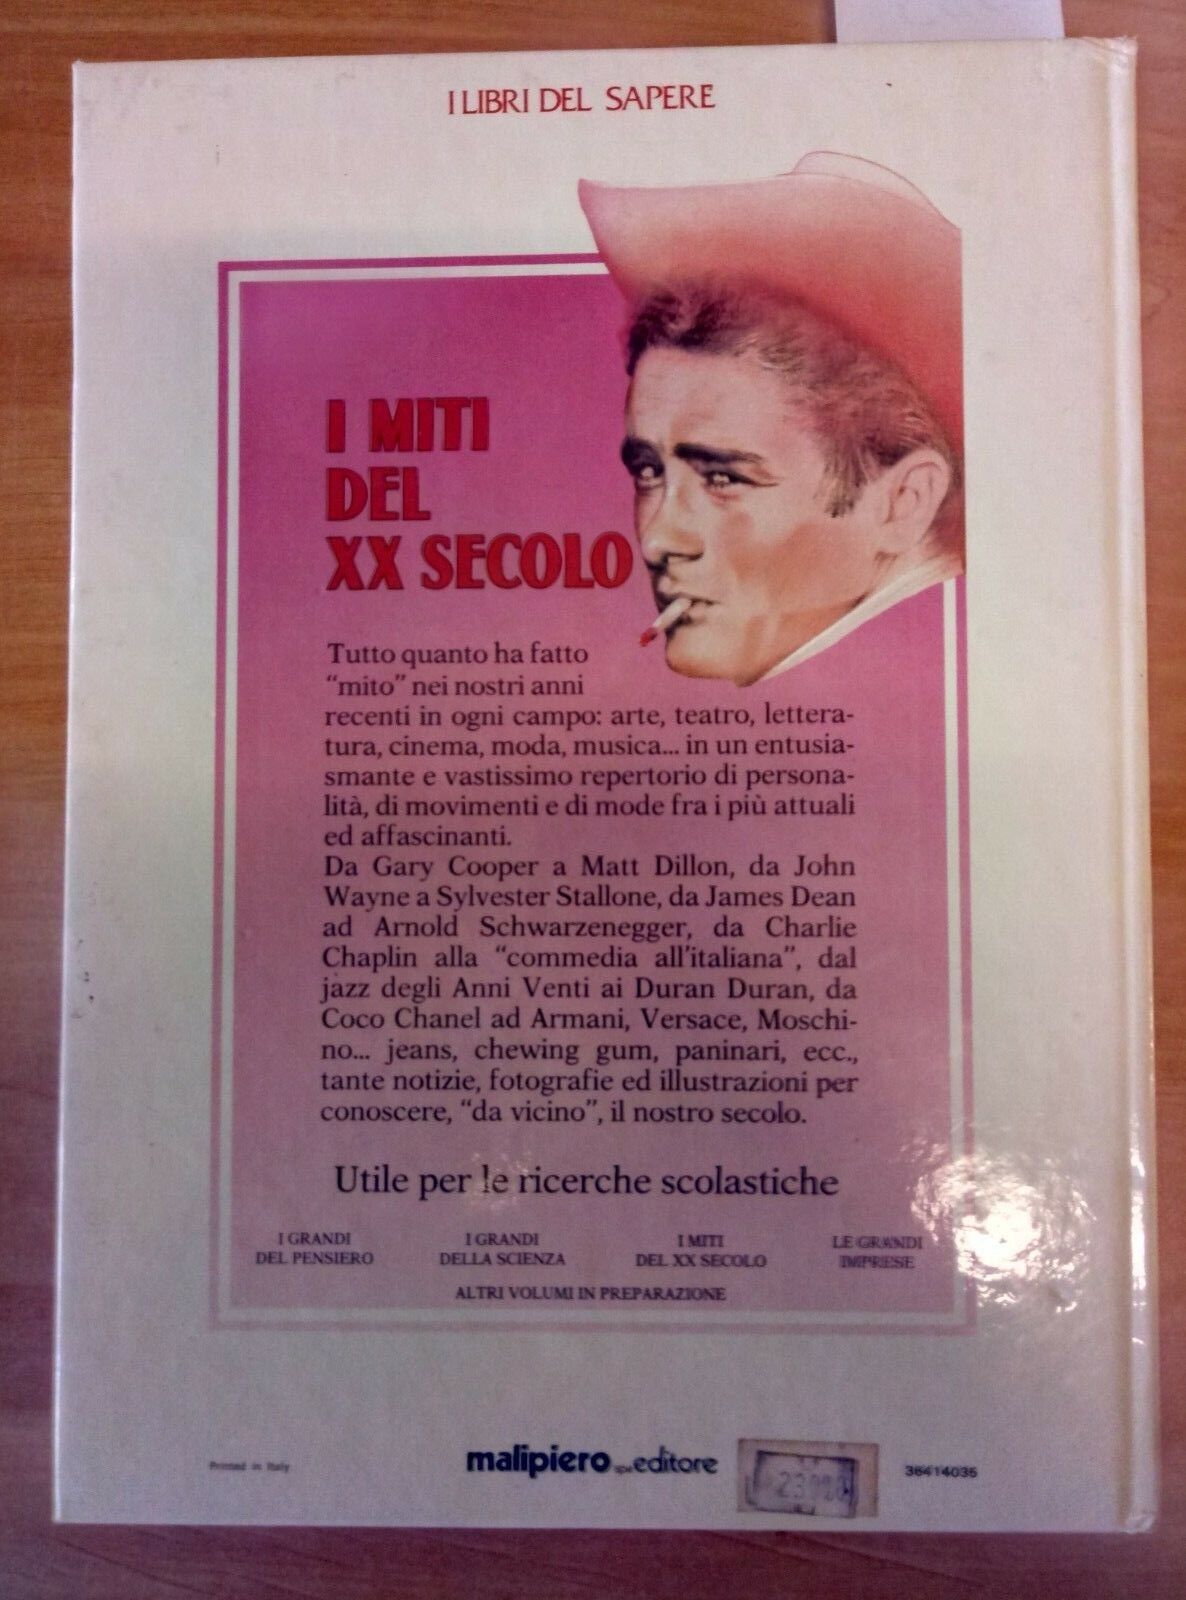 I LIBRI DEL SAPERE
I MITI
DEL
XX SECOLO
Tutto quanto ha fatto
“mito” nei nostri anni
recenti in ogni campo: arte, teatro, lettera-
tura, cinema, moda, musica... in un entusia-
smante e vastissimo repertorio di persona-
lità, di movimenti e di mode fra i più attuali
ed affascinanti.
Da Gary Cooper a Matt Dillon, da John
Wayne a Sylvester Stallone, da James Dean
ad Arnold Schwarzenegger, da Charlie
Chaplin alla “commedia all'italiana”, dal
jazz degli Anni Venti ai Duran Duran, da
Coco Chanel ad Armani, Versace, Moschi-
no... jeans, chewing gum, paninari, ecc.,
tante notizie, fotografie ed illustrazioni per
conoscere, “da vicino”, il nostro secolo.
Utile per le ricerche scolastiche
I GRANDI
DEL PENSIERO
I GRANDI
DELLA SCIENZA
I MITI
DEL XX SECOLO
LE GRANDI
IMPRESE
ALTRI VOLUMI IN PREPARAZIONE
Printed in Italy
malipiero spa editore
36414035